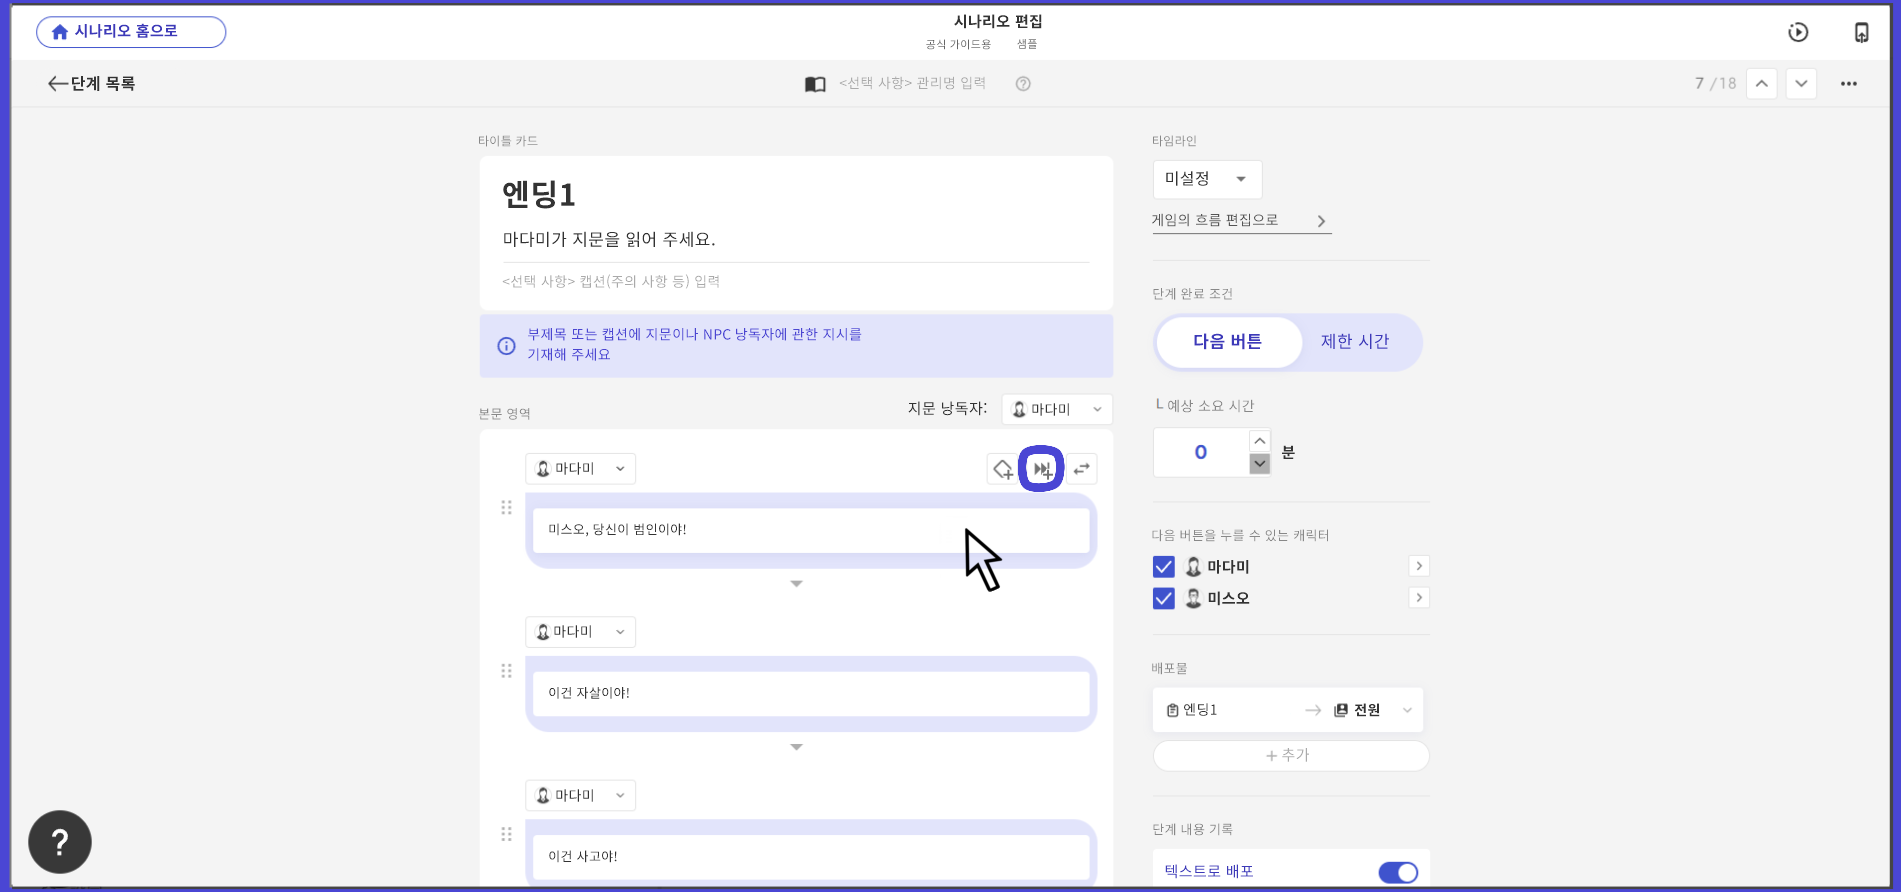 시나리오 홈으로
시나리오 편집
공식 가이드용 샘플
단계 목록
<선택 사항> 관리명 입력
7 /18
타이틀 카드
엔딩1
마다미가 지문을 읽어 주세요.
<선택 사항> 캡션(주의 사항 등) 입력
부제목 또는 캡션에 지문이나 NPC 낭독자에 관한 지시를
기재해 주세요
본문 영역
지문 낭독자:
마다미
마다미
미스오, 당신이 범인이야!
마다미
이건 자살이야!
마다미
이건 사고야!
타임라인
미설정
게임의 흐름 편집으로
단계 완료 조건
다음 버튼
제한 시간
└ 예상 소요 시간
0
분
다음 버튼을 누를 수 있는 캐릭터
마다미
미스오
배포물
엔딩1
전원
+ 추가
단계 내용 기록
텍스트로 배포
?